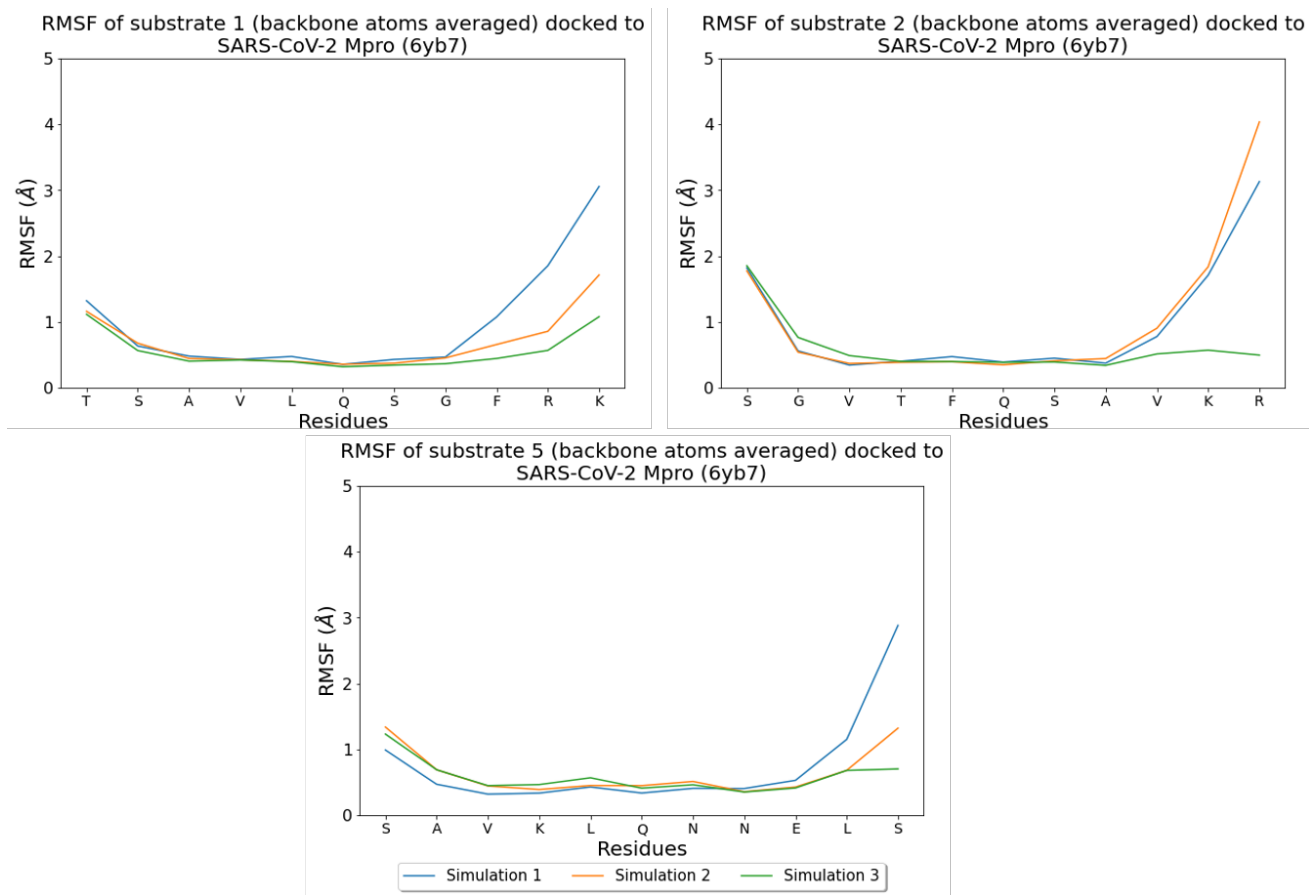 RMSF of substrate 1 (backbone atoms averaged) docked to
SARS-CoV-2 Mpro (6yb7)
5
4
3
2
1
0
RMSF (Å)
T S A V L Q S G F R K
Residues
RMSF of substrate 2 (backbone atoms averaged) docked to
SARS-CoV-2 Mpro (6yb7)
5
4
3
2
1
0
RMSF (Å)
S G V T F Q S A V K R
Residues
RMSF of substrate 5 (backbone atoms averaged) docked to
SARS-CoV-2 Mpro (6yb7)
5
4
3
2
1
0
RMSF (Å)
S A V K L Q N N E L S
Residues
Simulation 1 Simulation 2 Simulation 3